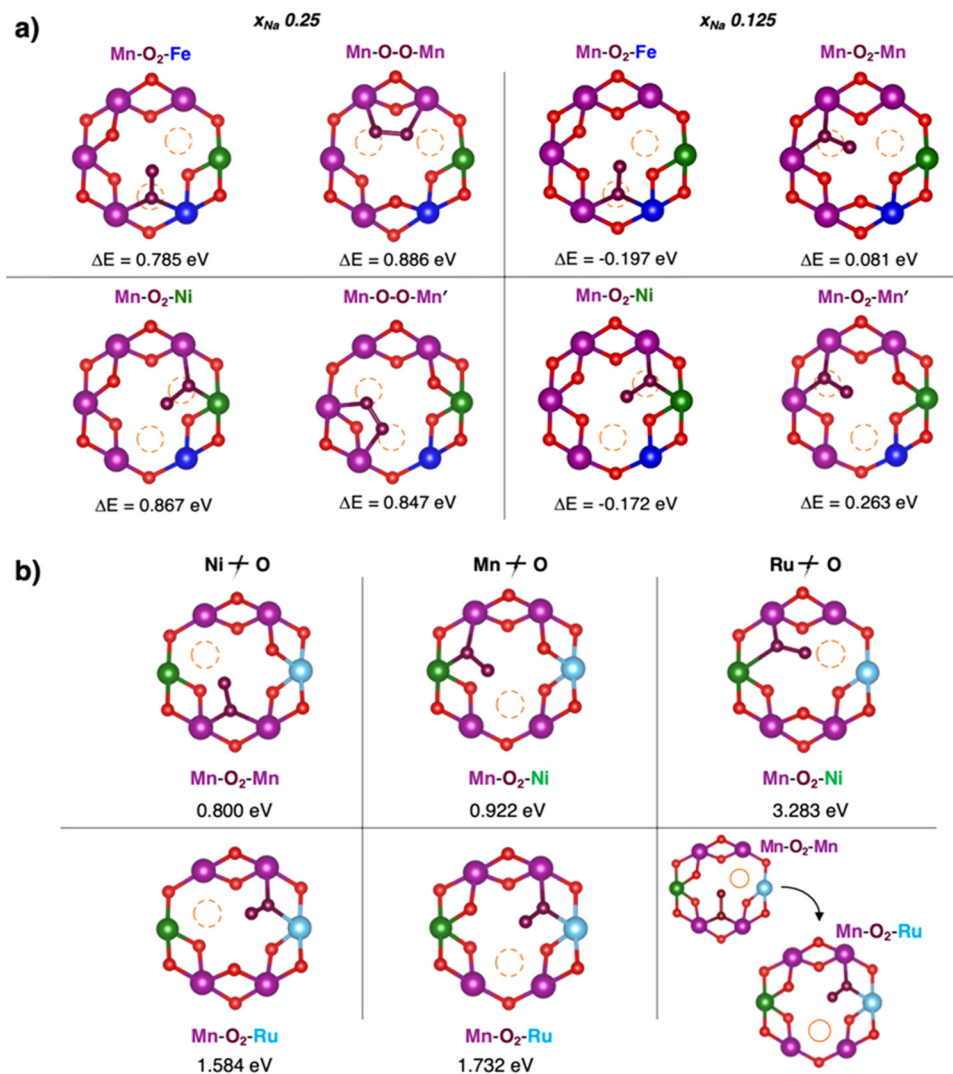 a)
x_Na 0.25
x_Na 0.125
Mn-O₂-Fe
Mn-O-O-Mn
Mn-O₂-Fe
Mn-O₂-Mn
ΔE = 0.785 eV
ΔE = 0.886 eV
ΔE = -0.197 eV
ΔE = 0.081 eV
Mn-O₂-Ni
Mn-O-O-Mn′
Mn-O₂-Ni
Mn-O₂-Mn′
ΔE = 0.867 eV
ΔE = 0.847 eV
ΔE = -0.172 eV
ΔE = 0.263 eV
b)
Ni ⌿ O
Mn ⌿ O
Ru ⌿ O
Mn-O₂-Mn
Mn-O₂-Ni
Mn-O₂-Ni
0.800 eV
0.922 eV
3.283 eV
Mn-O₂-Mn
Mn-O₂-Ru
Mn-O₂-Ru
Mn-O₂-Ru
1.584 eV
1.732 eV